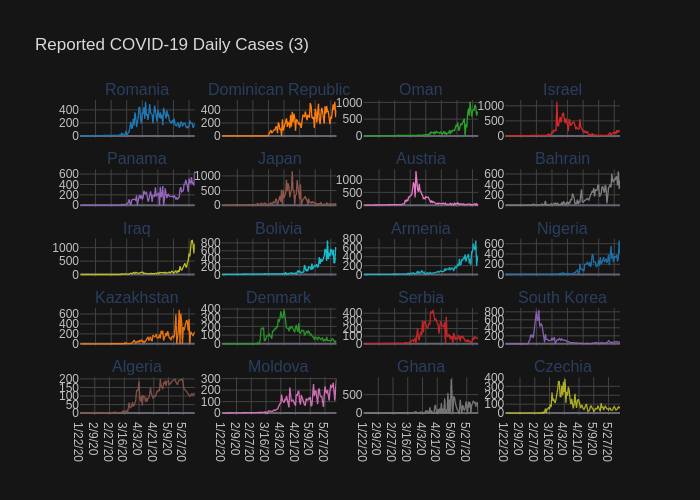 Reported COVID-19 Daily Cases (3)
Romania Dominican Republic Oman Israel
400 200 0 400 200 0 1000 500 0 1000 500 0
Panama Japan Austria Bahrain
600 400 200 0 1000 500 0 1000 500 0 600 400 200 0
Iraq Bolivia Armenia Nigeria
1000 500 0 800 600 400 200 0 800 600 400 200 0 600 400 200 0
Kazakhstan Denmark Serbia South Korea
600 400 200 0 400 300 200 100 0 400 300 200 100 0 800 600 400 200 0
Algeria Moldova Ghana Czechia
200 150 100 50 0 300 200 100 0 500 0 400 300 200 100 0
1/22/20 2/9/20 2/27/20 3/16/20 4/3/20 4/21/20 5/9/20 5/27/20 1/22/20 2/9/20 2/27/20 3/16/20 4/3/20 4/21/20 5/9/20 5/27/20 1/22/20 2/9/20 2/27/20 3/16/20 4/3/20 4/21/20 5/9/20 5/27/20 1/22/20 2/9/20 2/27/20 3/16/20 4/3/20 4/21/20 5/9/20 5/27/20